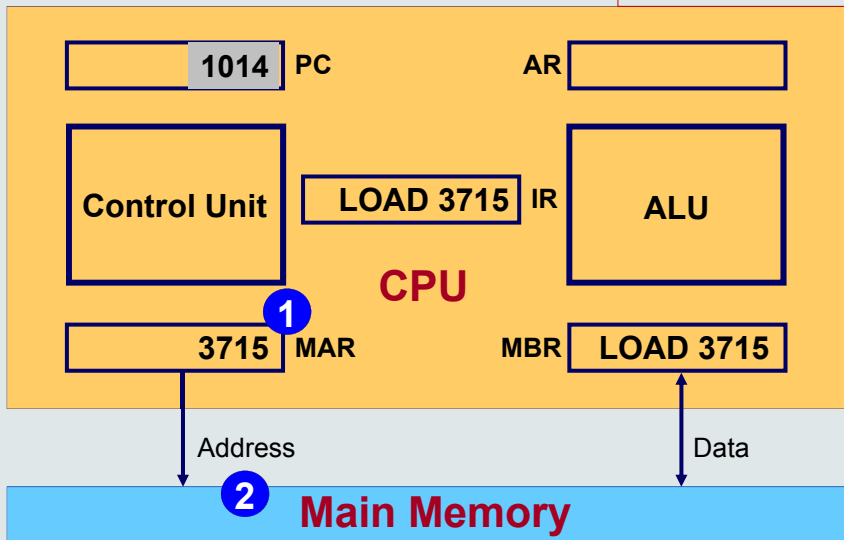 1014 PC AR
Control Unit
LOAD 3715 IR
ALU
CPU
1
3715 MAR
MBR LOAD 3715
Address
Data
2
Main Memory